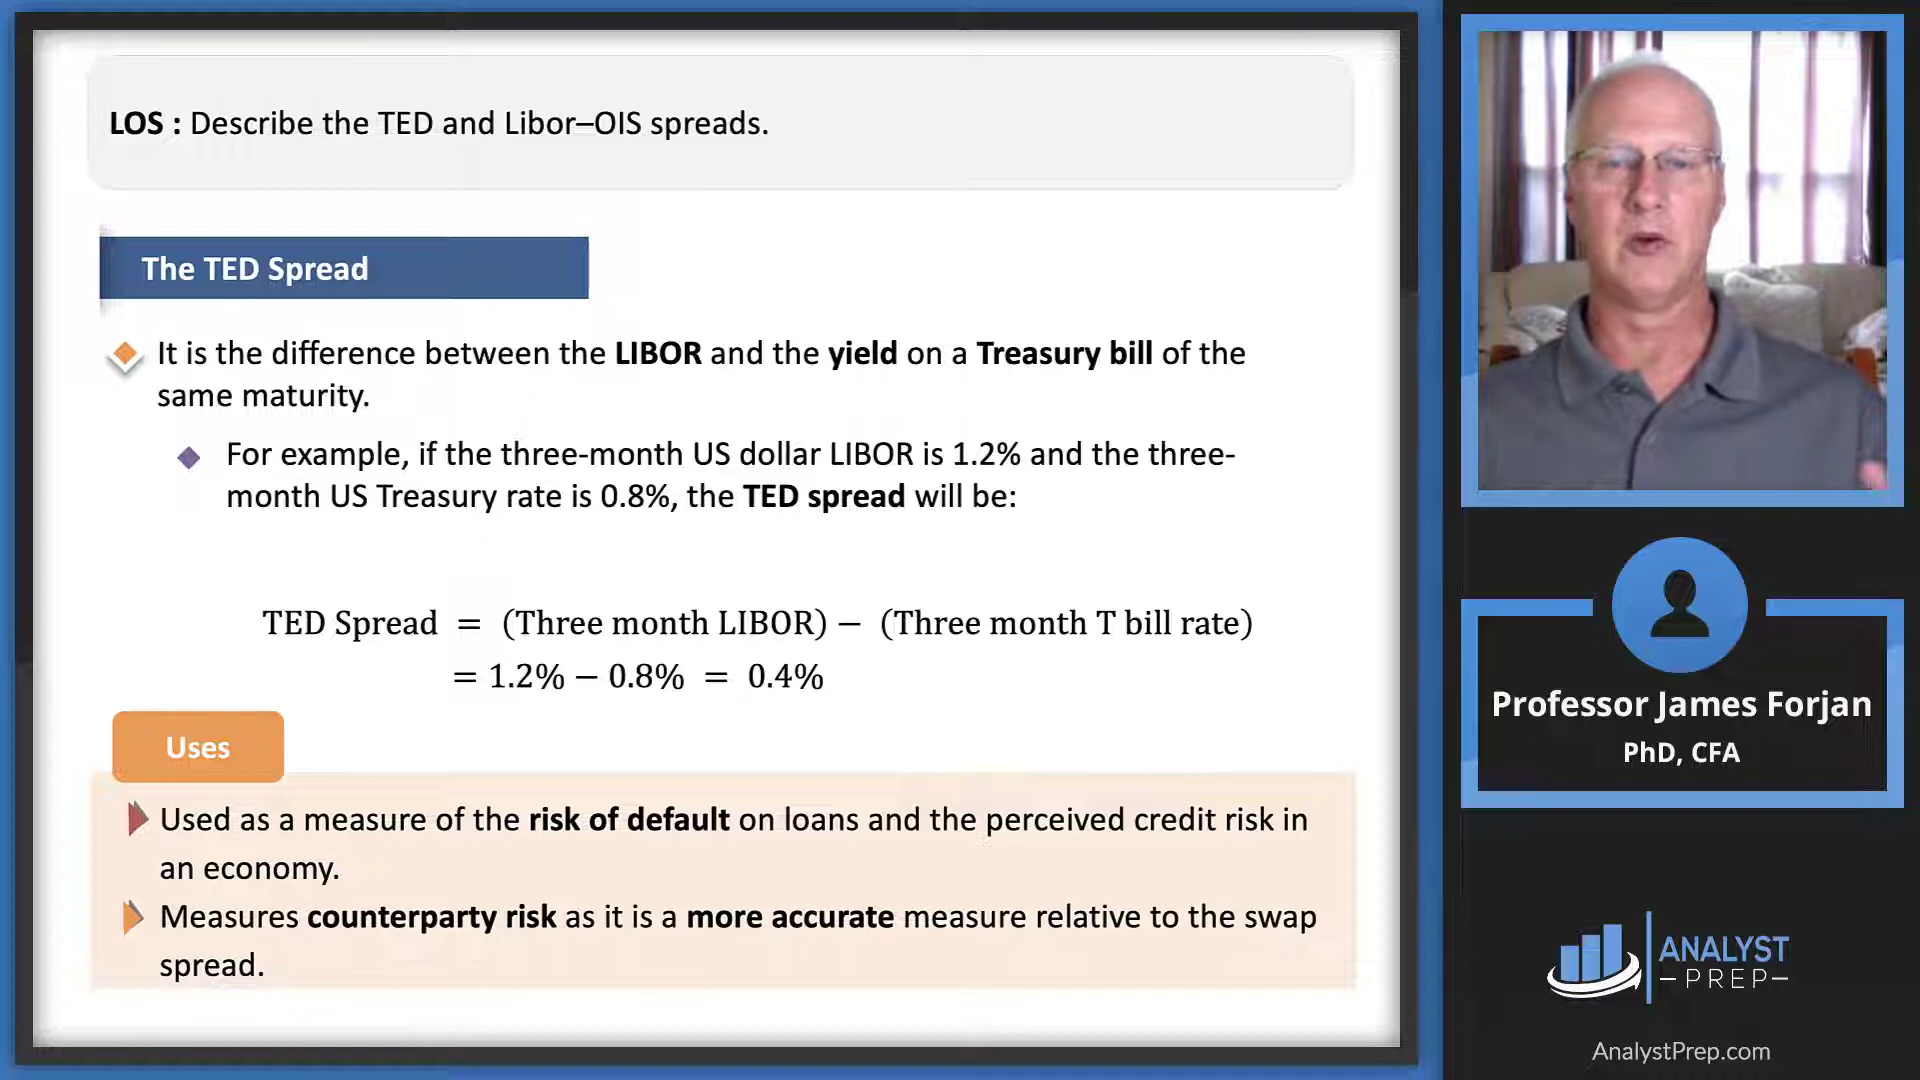 LOS : Describe the TED and Libor–OIS spreads.
The TED Spread
It is the difference between the LIBOR and the yield on a Treasury bill of the
same maturity.
For example, if the three-month US dollar LIBOR is 1.2% and the three-
month US Treasury rate is 0.8%, the TED spread will be:
TED Spread = (Three month LIBOR) − (Three month T bill rate)
= 1.2% − 0.8% = 0.4%
Uses
Used as a measure of the risk of default on loans and the perceived credit risk in
an economy.
Measures counterparty risk as it is a more accurate measure relative to the swap
spread.
Professor James Forjan
PhD, CFA
ANALYST
PREP
AnalystPrep.com